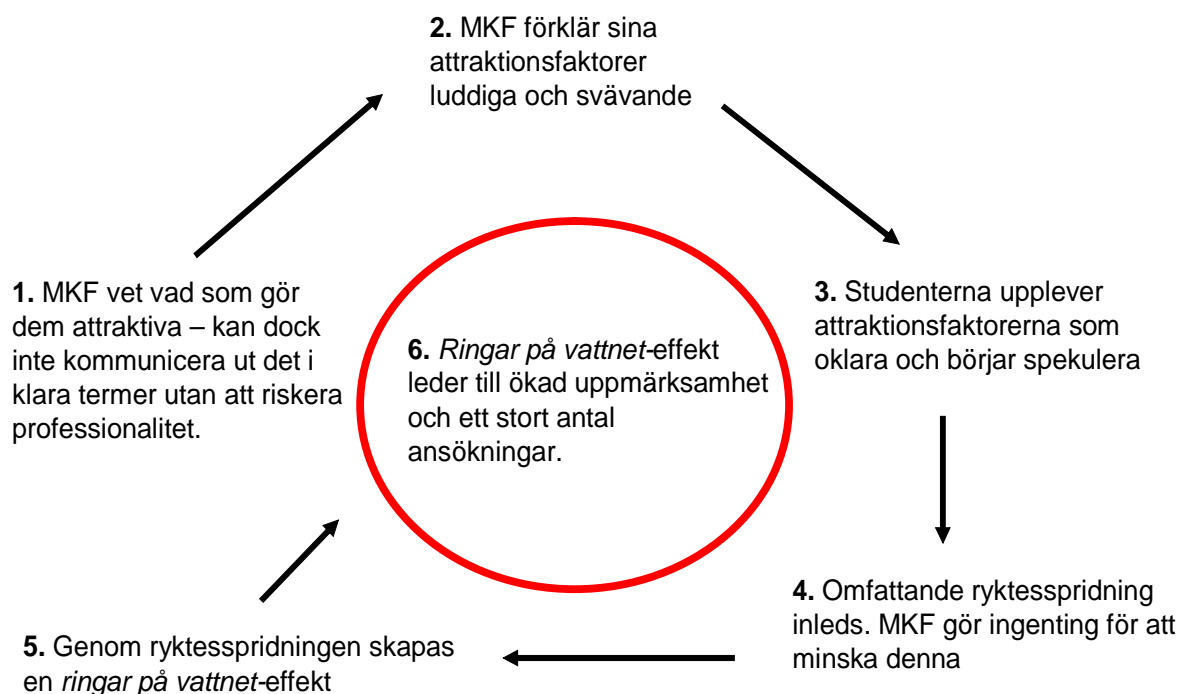 2. MKF förklär sina
attraktionsfaktorer
luddiga och svävande
1. MKF vet vad som gör
dem attraktiva – kan dock
inte kommunicera ut det i
klara termer utan att riskera
professionalitet.
3. Studenterna upplever
attraktionsfaktorerna som
oklara och börjar spekulera
6. Ringar på vattnet-effekt
leder till ökad uppmärksamhet
och ett stort antal
ansökningar.
4. Omfattande ryktesspridning
inleds. MKF gör ingenting för att
minska denna
5. Genom ryktesspridningen skapas
en ringar på vattnet-effekt